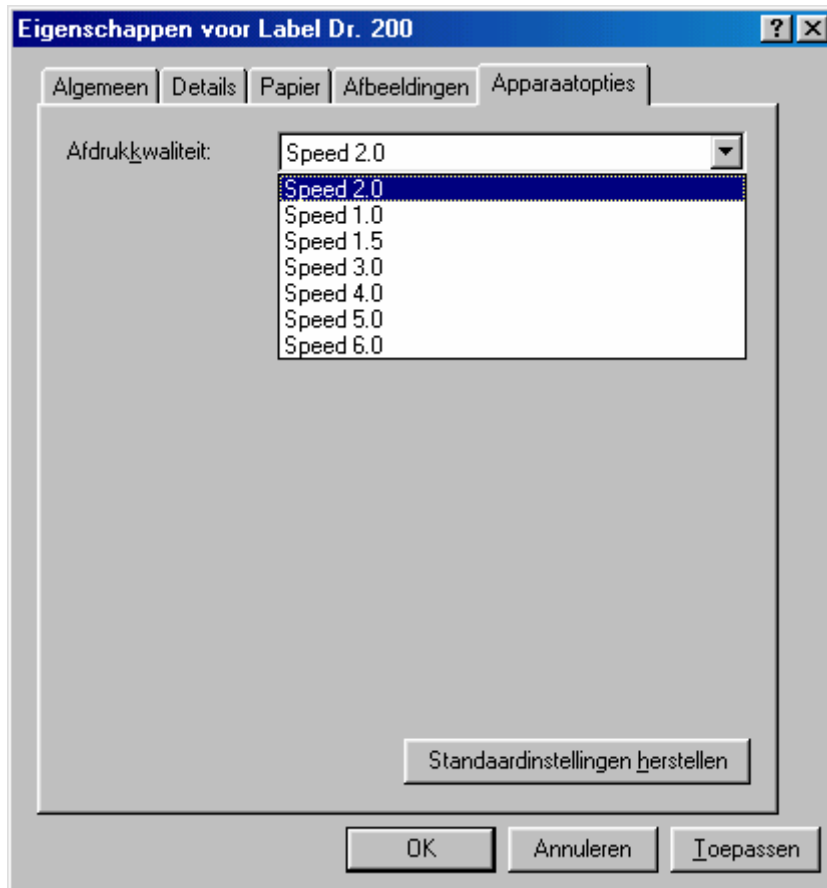 Eigenschappen voor Label Dr. 200
Algemeen Details Papier Afbeeldingen Apparaatopties
Afdrukkwaliteit: Speed 2.0
Speed 2.0
Speed 1.0
Speed 1.5
Speed 3.0
Speed 4.0
Speed 5.0
Speed 6.0
Standaardinstellingen herstellen
OK Annuleren Toepassen